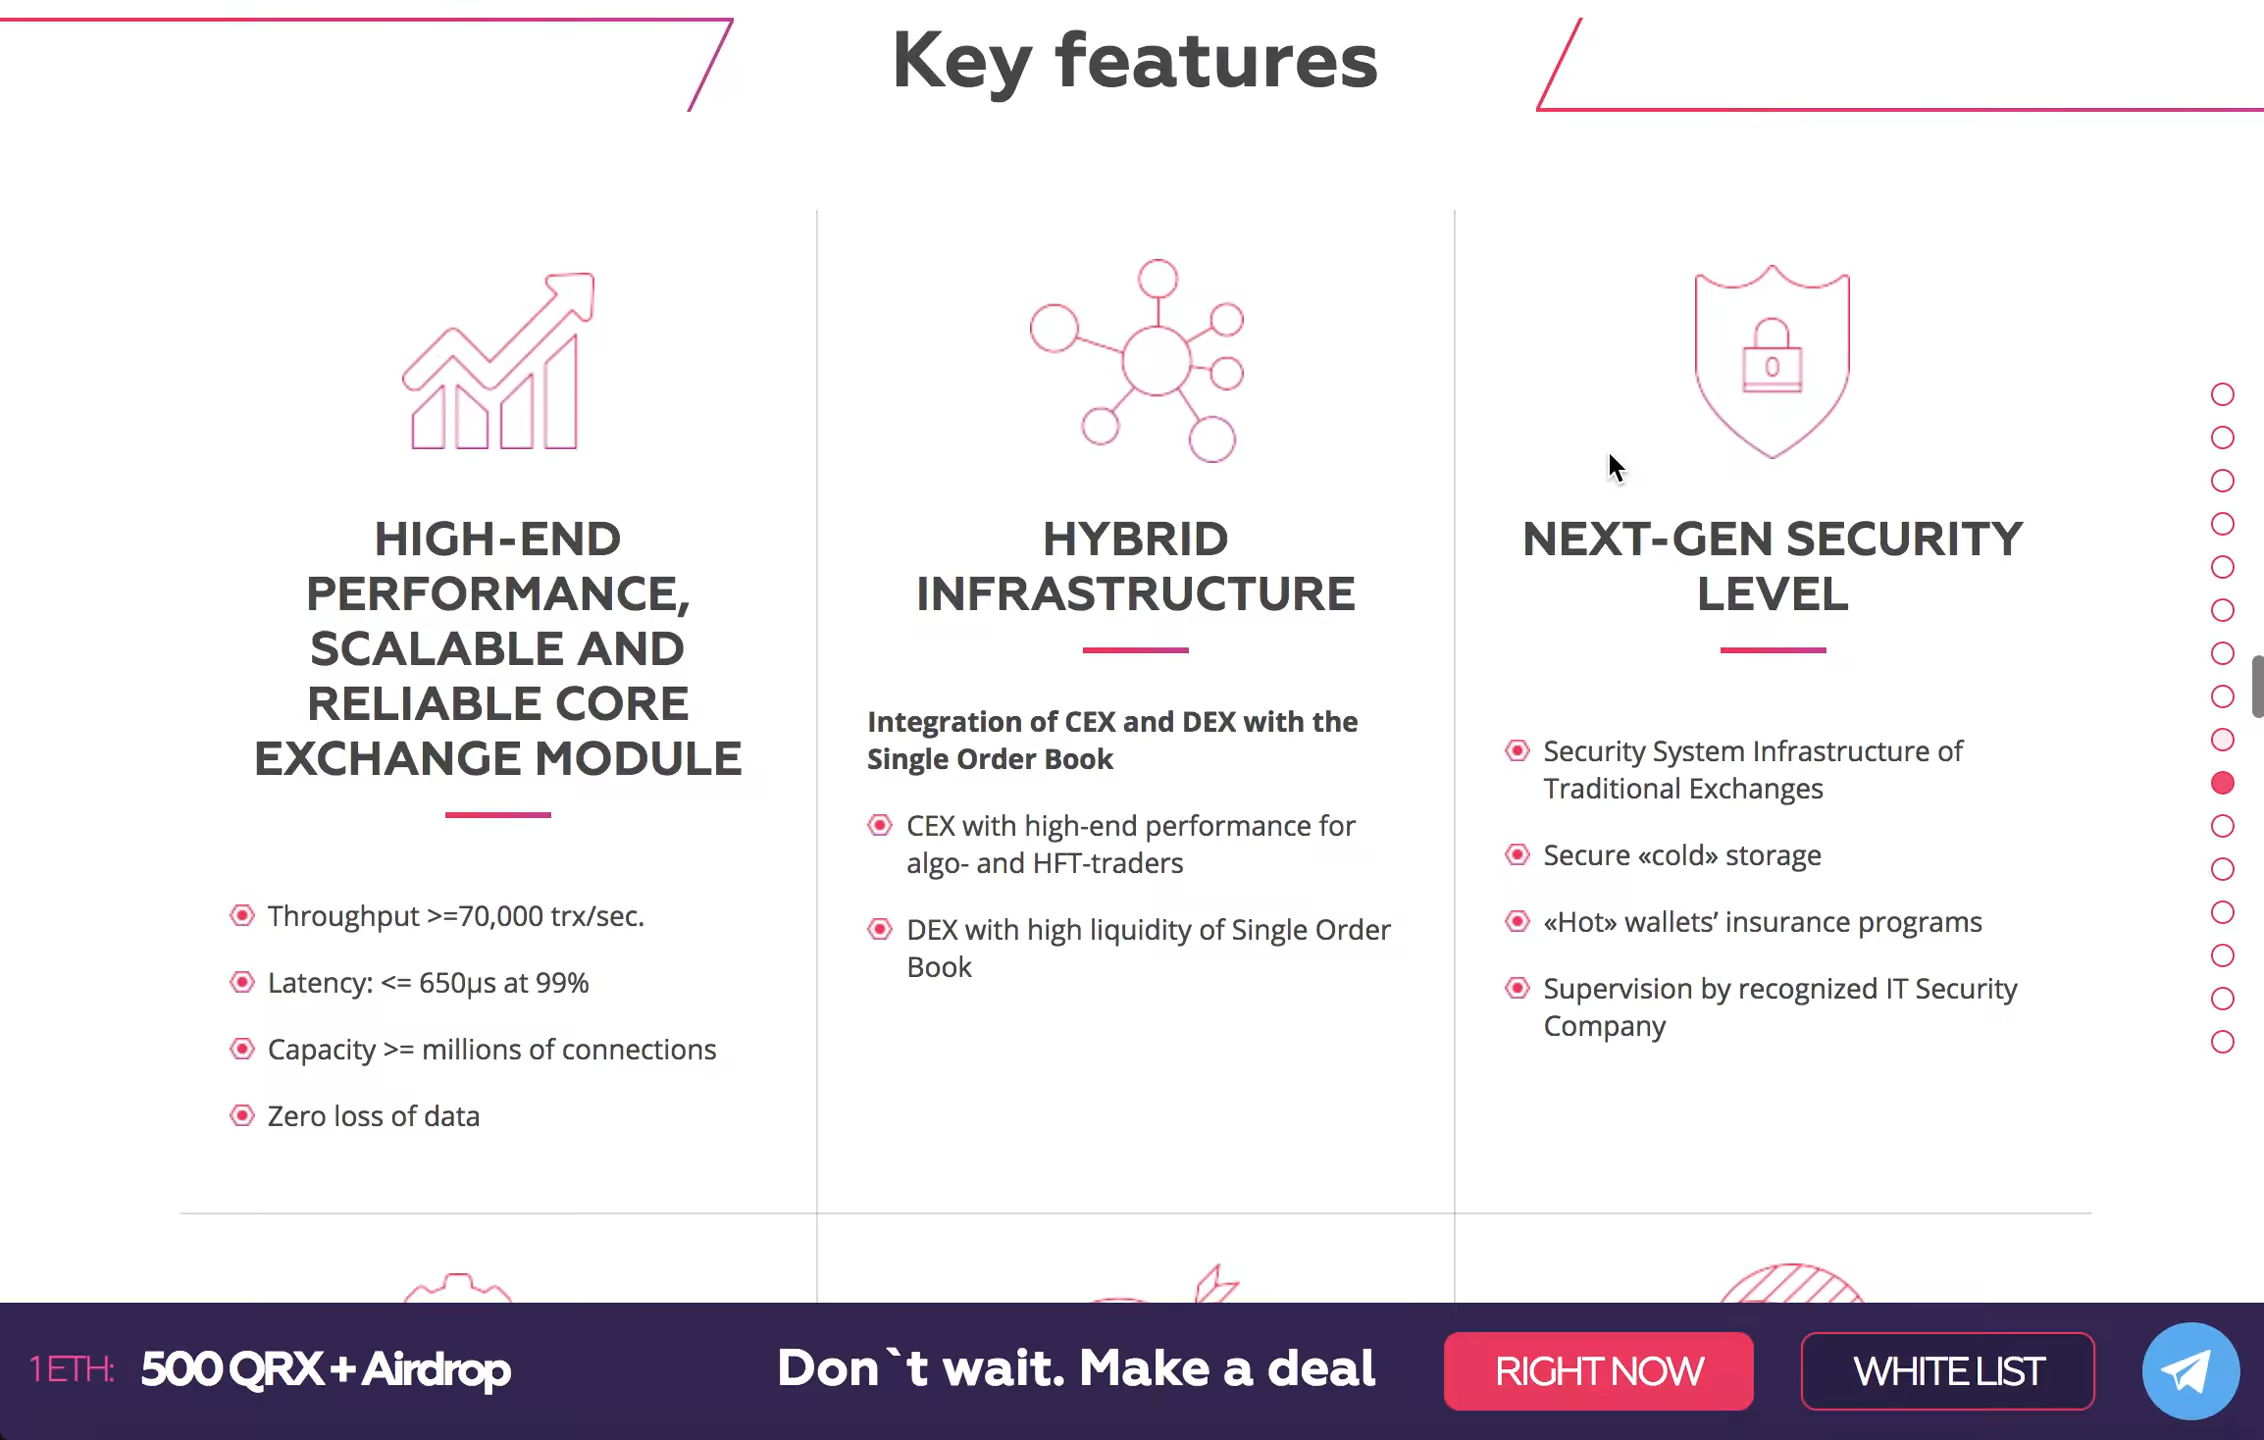 Key features
HIGH-END
PERFORMANCE,
SCALABLE AND
RELIABLE CORE
EXCHANGE MODULE
Throughput >=70,000 trx/sec.
Latency: <= 650μs at 99%
Capacity >= millions of connections
Zero loss of data
HYBRID
INFRASTRUCTURE
Integration of CEX and DEX with the
Single Order Book
CEX with high-end performance for
algo- and HFT-traders
DEX with high liquidity of Single Order
Book
NEXT-GEN SECURITY
LEVEL
Security System Infrastructure of
Traditional Exchanges
Secure «cold» storage
«Hot» wallets’ insurance programs
Supervision by recognized IT Security
Company
1 ETH: 500 QRX + Airdrop
Don`t wait. Make a deal
RIGHT NOW
WHITE LIST